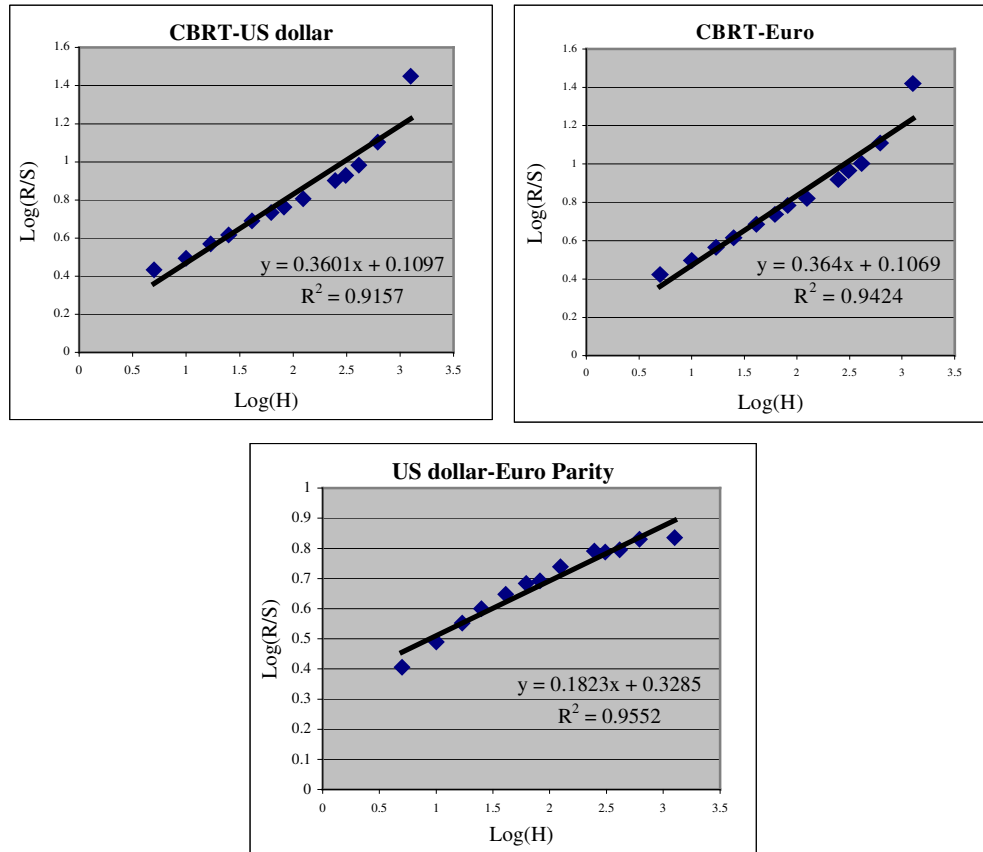 CBRT-US dollar
1.6
1.4
1.2
1
0.8
0.6
0.4
0.2
0
0 0.5 1 1.5 2 2.5 3 3.5
Log(R/S)
Log(H)
y = 0.3601x + 0.1097
R² = 0.9157
CBRT-Euro
1.6
1.4
1.2
1
0.8
0.6
0.4
0.2
0
0 0.5 1 1.5 2 2.5 3 3.5
Log(R/S)
Log(H)
y = 0.364x + 0.1069
R² = 0.9424
US dollar-Euro Parity
1
0.9
0.8
0.7
0.6
0.5
0.4
0.3
0.2
0.1
0
0 0.5 1 1.5 2 2.5 3 3.5
Log(R/S)
Log(H)
y = 0.1823x + 0.3285
R² = 0.9552